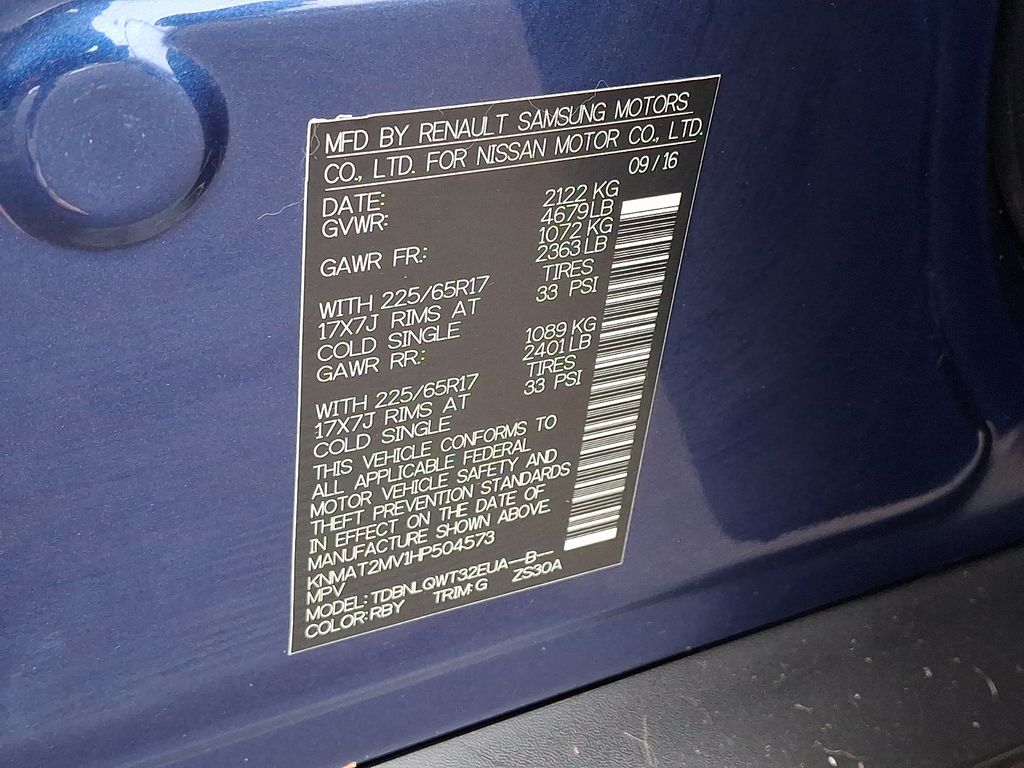 MFD BY RENAULT SAMSUNG MOTORS
CO., LTD. FOR NISSAN MOTOR CO., LTD.
DATE: 09/16
GVWR: 2122 KG
4679 LB
GAWR FR: 1072 KG
2363 LB
WITH 225/65R17 TIRES
17X7J RIMS AT 33 PSI
COLD SINGLE
GAWR RR: 1089 KG
2401 LB
WITH 225/65R17 TIRES
17X7J RIMS AT 33 PSI
COLD SINGLE
THIS VEHICLE CONFORMS TO
ALL APPLICABLE FEDERAL
MOTOR VEHICLE SAFETY AND
THEFT PREVENTION STANDARDS
IN EFFECT ON THE DATE OF
MANUFACTURE SHOWN ABOVE.
KNMAT2MV1HP504573
MPV
MODEL: TDBNLQWT32EUA-B-
COLOR: RBY TRIM: G ZS30A